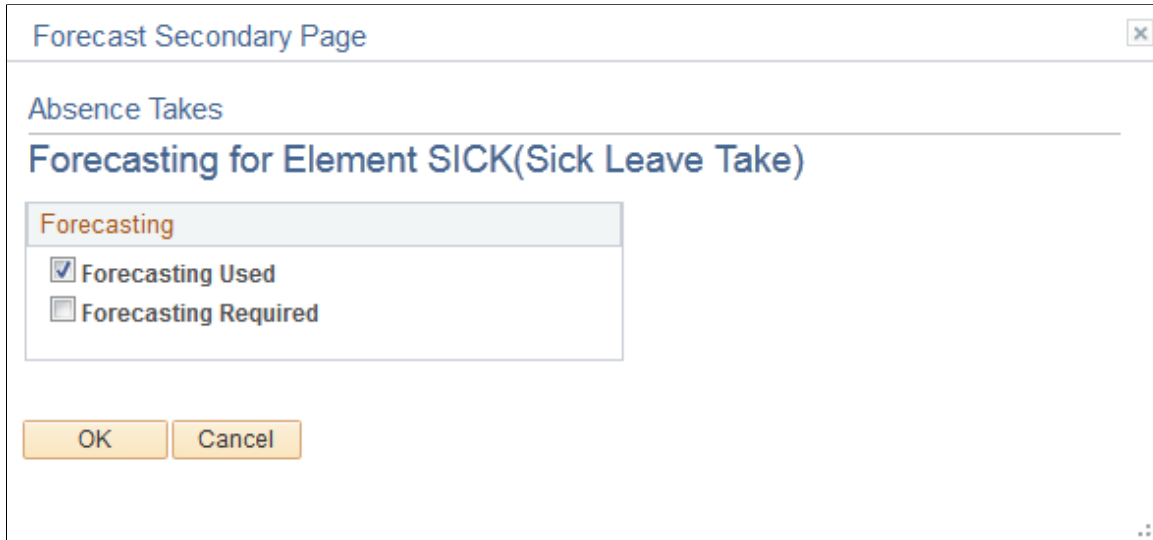 Forecast Secondary Page
Absence Takes
Forecasting for Element SICK(Sick Leave Take)
Forecasting
Forecasting Used
Forecasting Required
OK Cancel